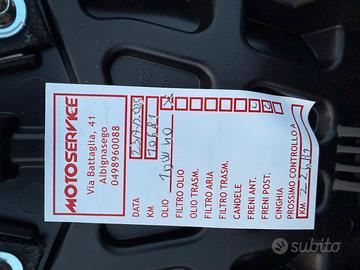 MOTOSERVICE
Via Battaglia, 41
Albignasego
0498960088
DATA
KM
OLIO 10W40
FILTRO OLIO
OLIO TRASM.
FILTRO ARIA
FILTRO TRASM.
CANDELE
FRENI ANT.
FRENI POST.
CINGHIA
PROSSIMO CONTROLLO A
KM
subito